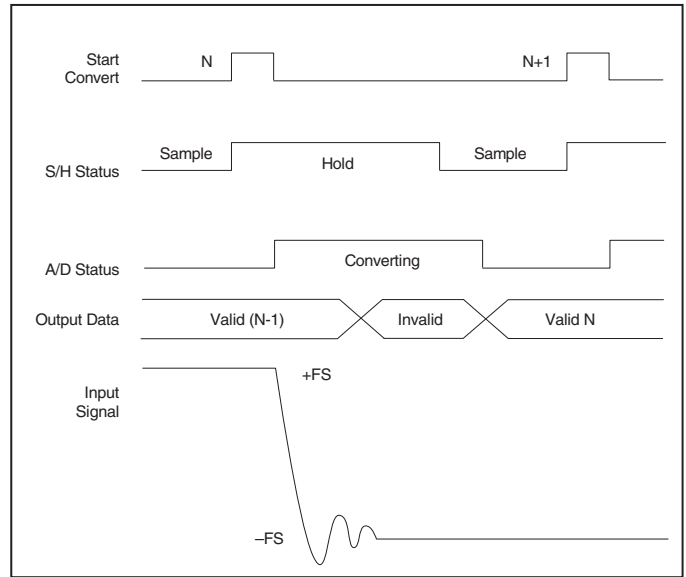 Start
Convert
N
N+1
S/H Status
Sample
Hold
Sample
A/D Status
Converting
Output Data
Valid (N-1)
Invalid
Valid N
Input
Signal
+FS
–FS